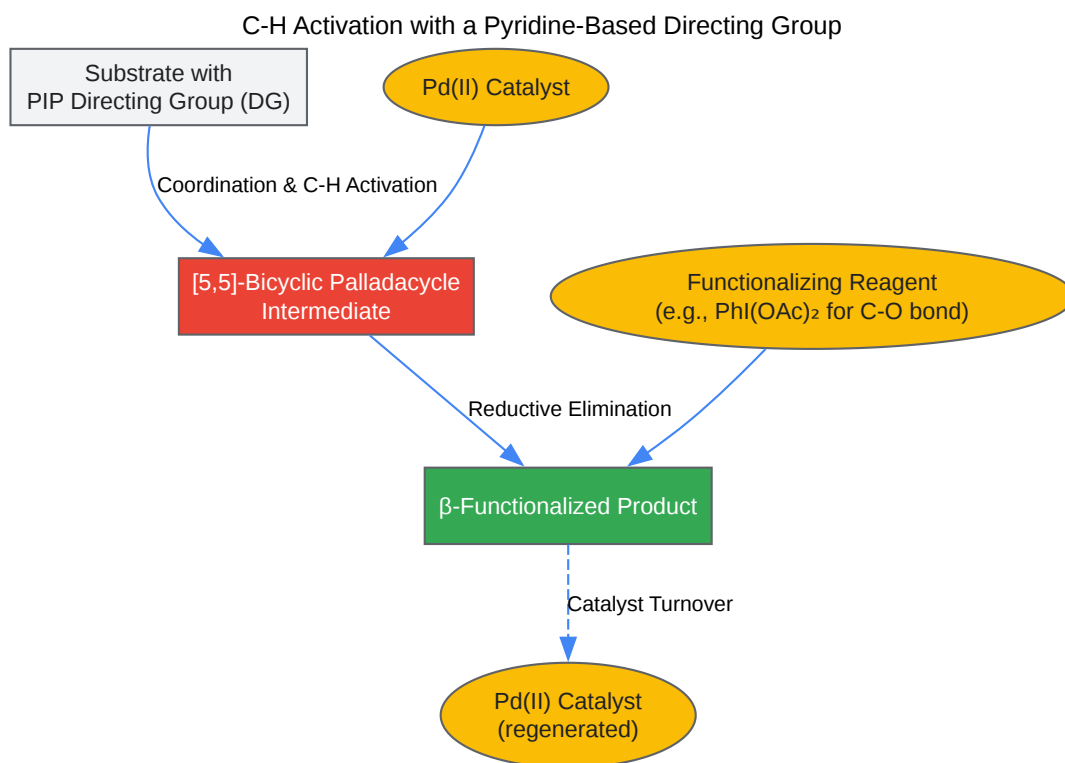 C-H Activation with a Pyridine-Based Directing Group
Substrate with
PIP Directing Group (DG)
Pd(II) Catalyst
Coordination & C-H Activation
[5,5]-Bicyclic Palladacycle
Intermediate
Functionalizing Reagent
(e.g., PhI(OAc)₂ for C-O bond)
Reductive Elimination
β-Functionalized Product
Catalyst Turnover
Pd(II) Catalyst
(regenerated)